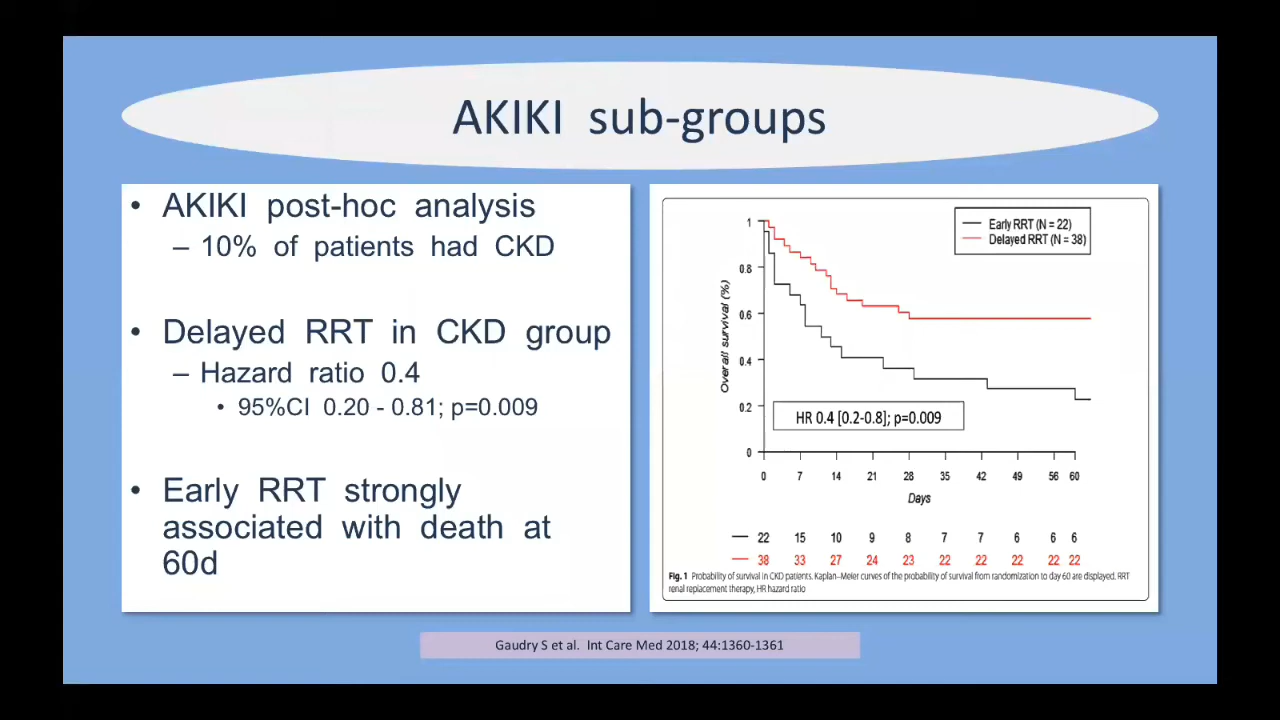 AKIKI sub-groups
• AKIKI post-hoc analysis
– 10% of patients had CKD
• Delayed RRT in CKD group
– Hazard ratio 0.4
• 95%CI 0.20 - 0.81; p=0.009
• Early RRT strongly
associated with death at
60d
Early RRT (N = 22)
Delayed RRT (N = 38)
Overall survival (%)
1
0.8
0.6
0.4
0.2
0
HR 0.4 [0.2-0.8]; p=0.009
0 7 14 21 28 35 42 49 56 60
Days
22 15 10 9 8 7 7 6 6 6
38 33 27 24 23 22 22 22 22 22
Fig. 1 Probability of survival in CKD patients. Kaplan–Meier curves of the probability of survival from randomization to day 60 are displayed. RRT
renal replacement therapy, HR hazard ratio
Gaudry S et al. Int Care Med 2018; 44:1360-1361